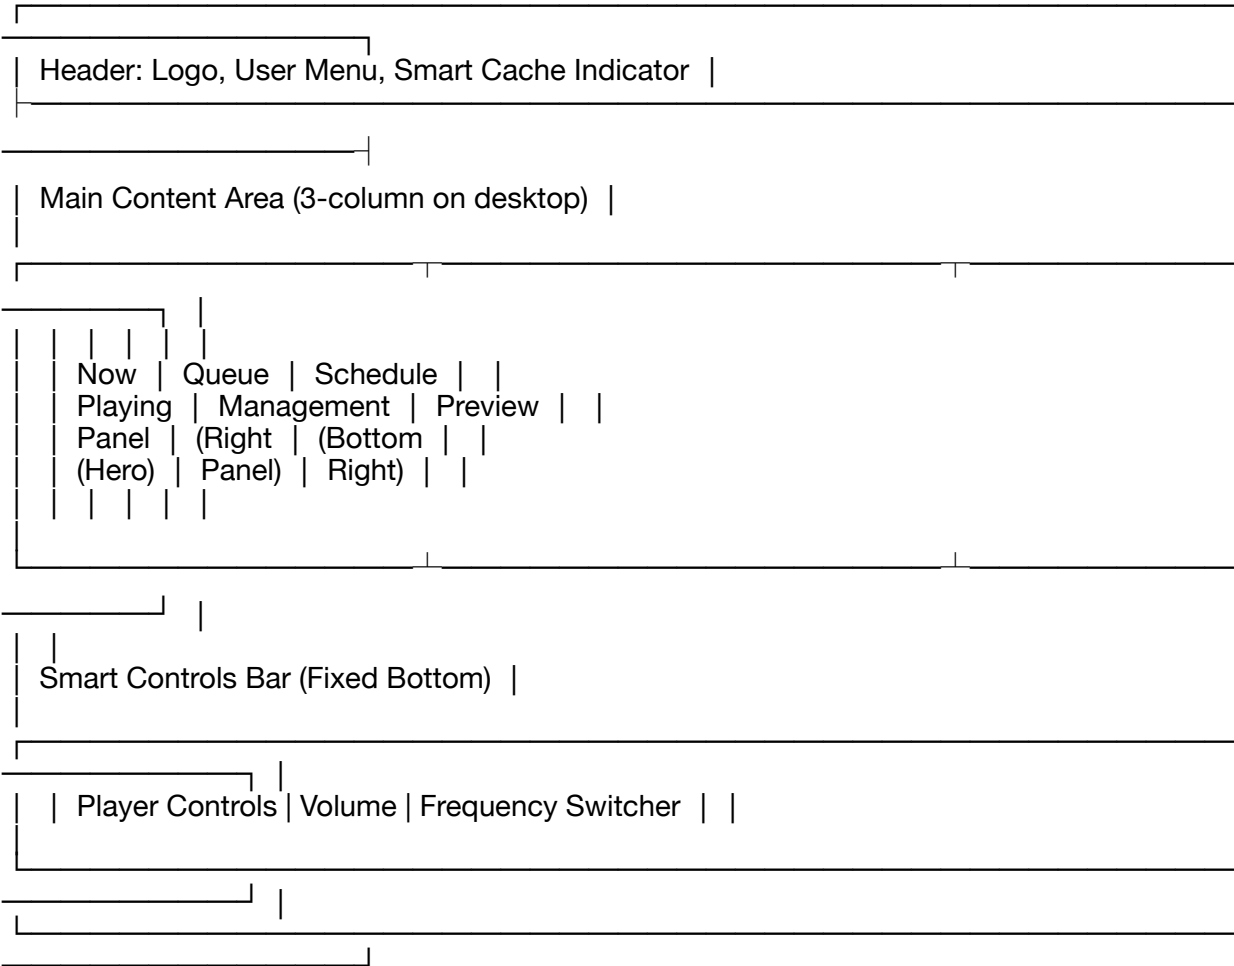 ┌─────────────────────────────────────────
─────────────────────────┐
│ Header: Logo, User Menu, Smart Cache Indicator │
├─────────────────────────────────────────
────────────────────────┤
│ Main Content Area (3-column on desktop) │
│
┌──────────────┬─────────────────┬─────────
───────────┐ │
│ │ │ │ │ │
│ │ Now │ Queue │ Schedule │ │
│ │ Playing │ Management │ Preview │ │
│ │ Panel │ (Right │ (Bottom │ │
│ │ (Hero) │ Panel) │ Right) │ │
│ │ │ │ │ │
│
└──────────────┴─────────────────┴─────────
───────────┘ │
│ │
│ Smart Controls Bar (Fixed Bottom) │
│
┌─────────────────────────────────────────
─────────────────┐ │
│ │ Player Controls | Volume | Frequency Switcher │ │
│
└─────────────────────────────────────────
─────────────────┘ │
└─────────────────────────────────────────
─────────────────────────┘